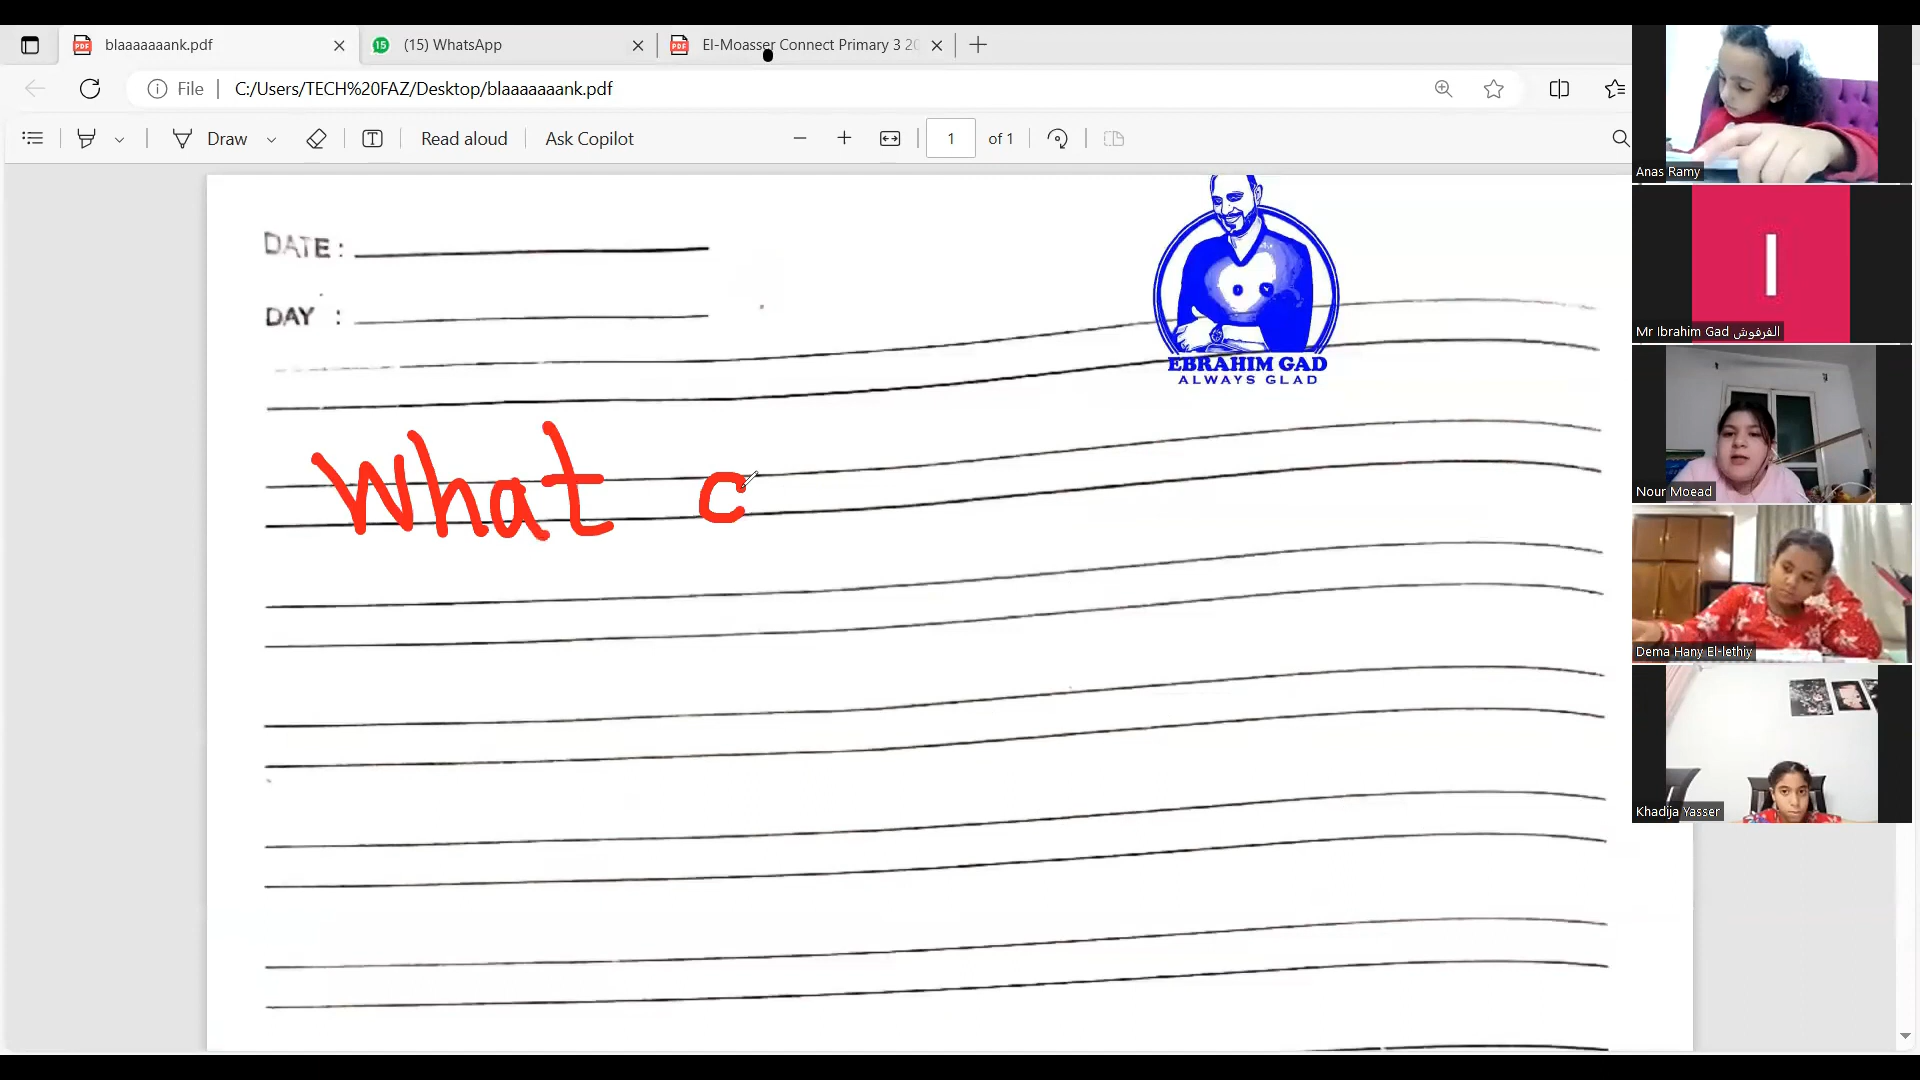 blaaaaaaank.pdf
15
(15) WhatsApp
El-Moasser Connect Primary 3 20
File
C:/Users/TECH%20FAZ/Desktop/blaaaaaaank.pdf
Draw
T
Read aloud
Ask Copilot
1
of 1
DATE :
DAY :
EBRAHIM GAD
ALWAYS GLAD
What c
Anas Ramy
I
Mr Ibrahim Gad الفرفوش
Nour Moead
Dema Hany El-lethiy
Khadija Yasser